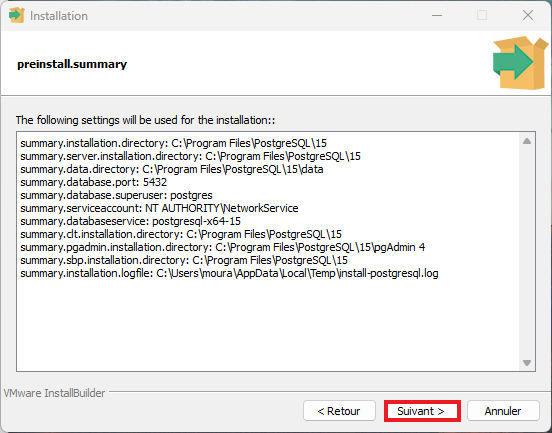 Installation
preinstall.summary
The following settings will be used for the installation::
summary.installation.directory: C:\Program Files\PostgreSQL\15
summary.server.installation.directory: C:\Program Files\PostgreSQL\15
summary.data.directory: C:\Program Files\PostgreSQL\15\data
summary.database.port: 5432
summary.database.superuser: postgres
summary.serviceaccount: NT AUTHORITY\NetworkService
summary.databaseservice: postgresql-x64-15
summary.clt.installation.directory: C:\Program Files\PostgreSQL\15
summary.pgadmin.installation.directory: C:\Program Files\PostgreSQL\15\pgAdmin 4
summary.sbp.installation.directory: C:\Program Files\PostgreSQL\15
summary.installation.logfile: C:\Users\moura\AppData\Local\Temp\install-postgresql.log
VMware InstallBuilder
< Retour Suivant > Annuler